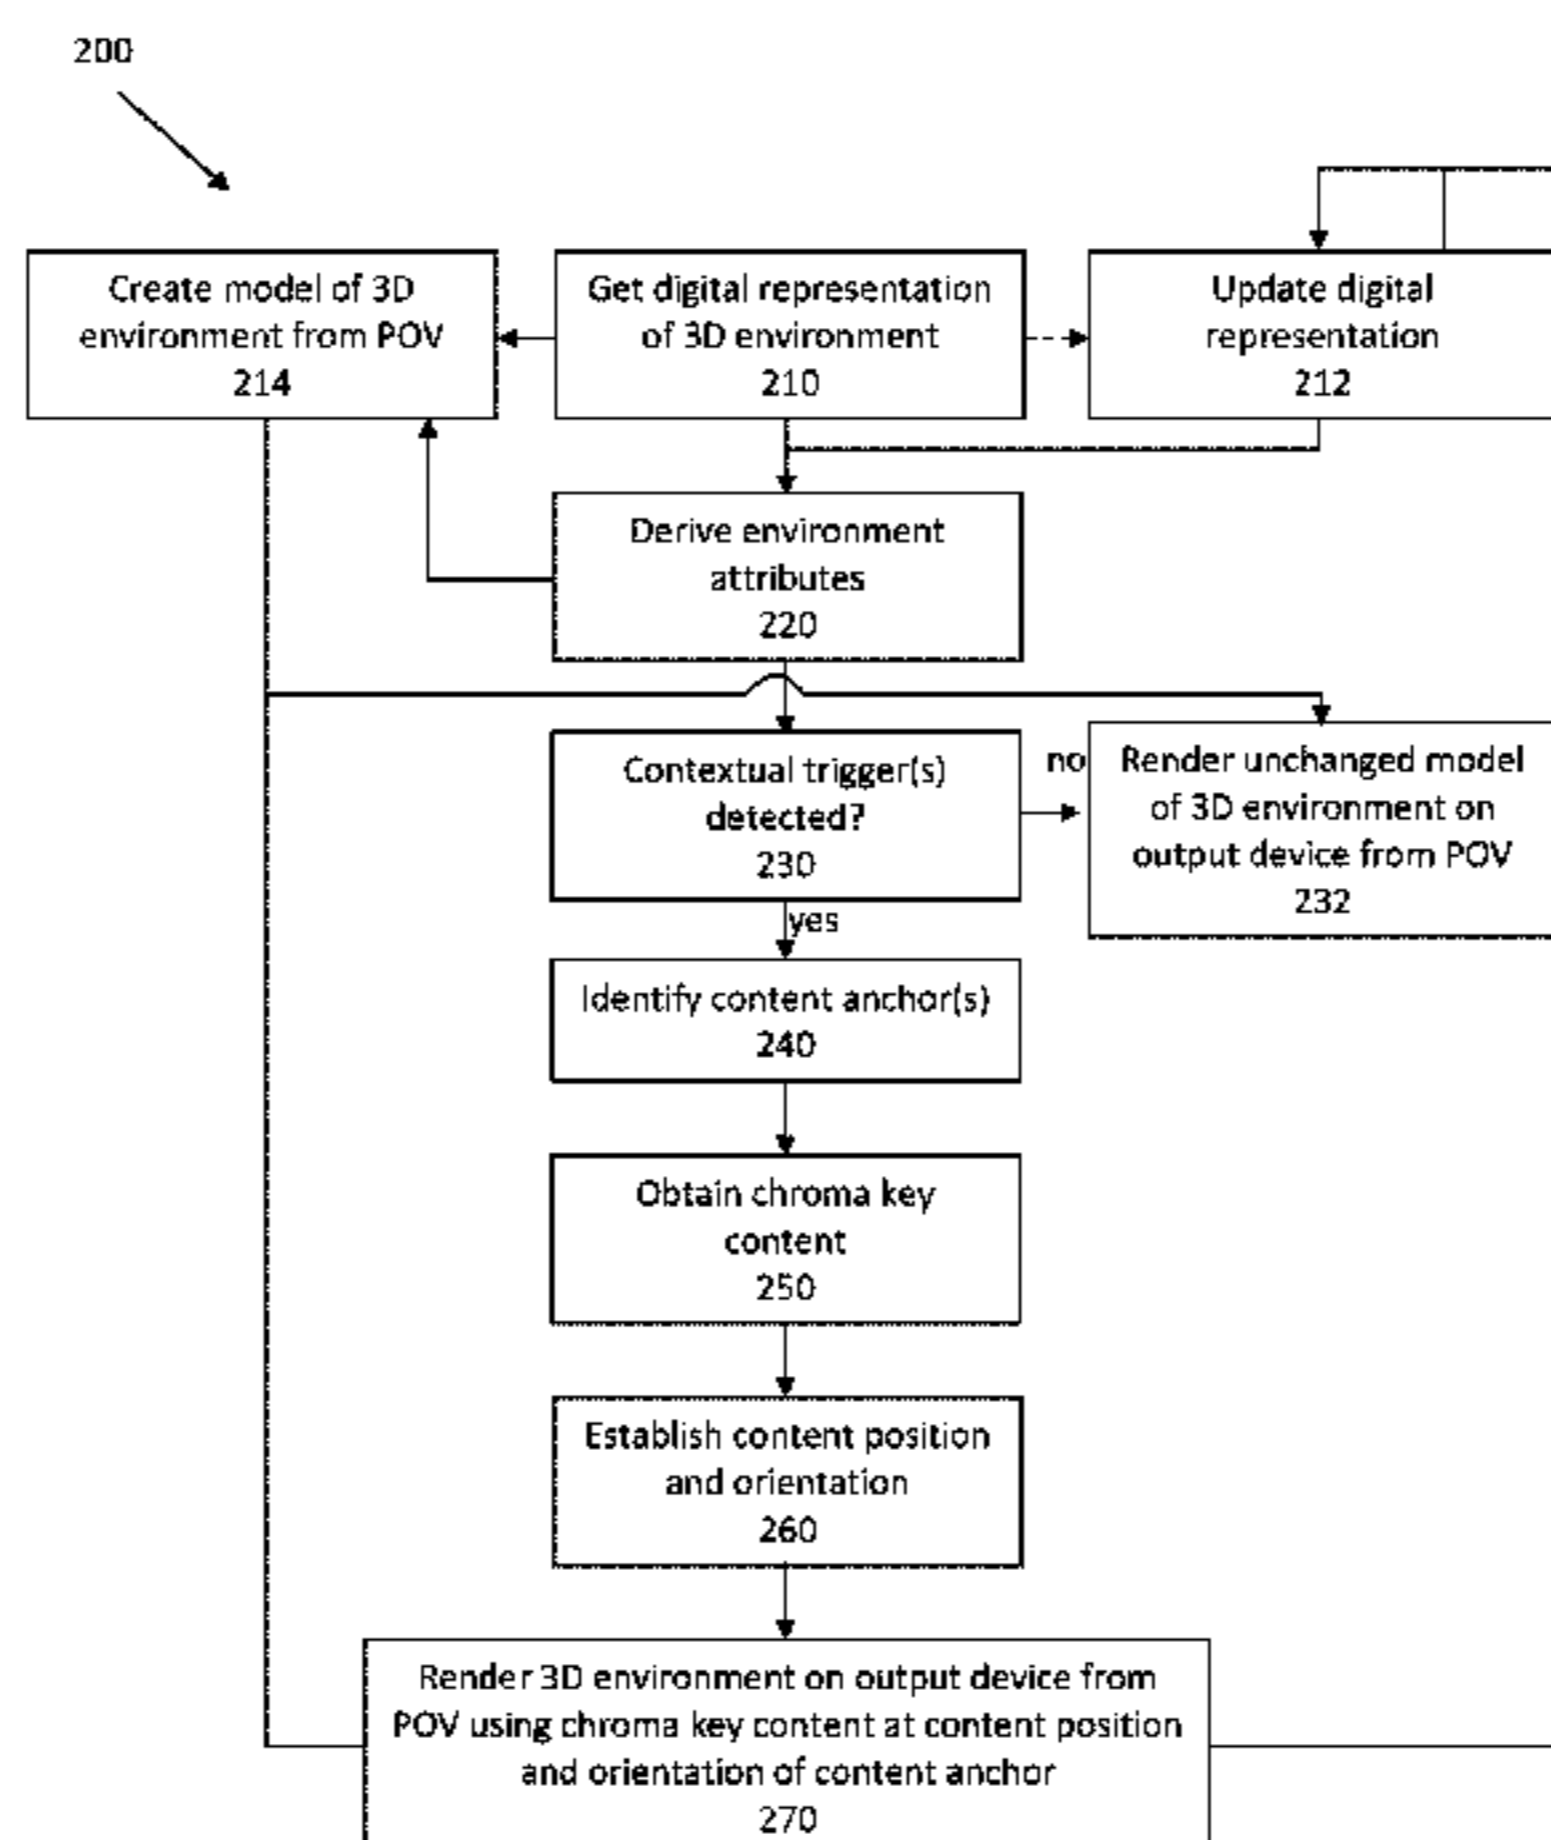 200
Create model of 3D
environment from POV
214
Get digital representation
of 3D environment
210
Update digital
representation
212
Derive environment
attributes
220
Contextual trigger(s)
detected?
230
no
Render unchanged model
of 3D environment on
output device from POV
232
yes
Identify content anchor(s)
240
Obtain chroma key
content
250
Establish content position
and orientation
260
Render 3D environment on output device from
POV using chroma key content at content position
and orientation of content anchor
270